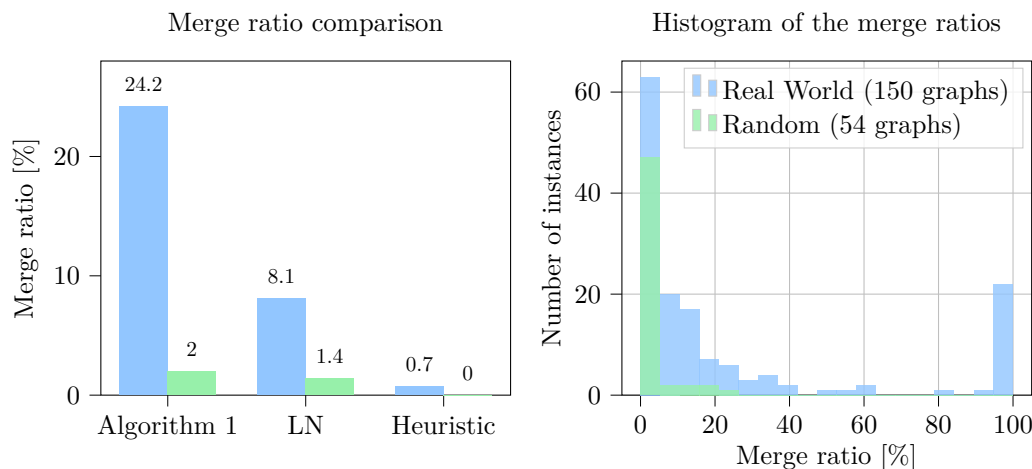 Merge ratio comparison
Merge ratio [%]
20
10
0
24.2
2
8.1
1.4
0.7
0
Algorithm 1
LN
Heuristic
Histogram of the merge ratios
Number of instances
60
40
20
0
Real World (150 graphs)
Random (54 graphs)
0
20
40
60
80
100
Merge ratio [%]